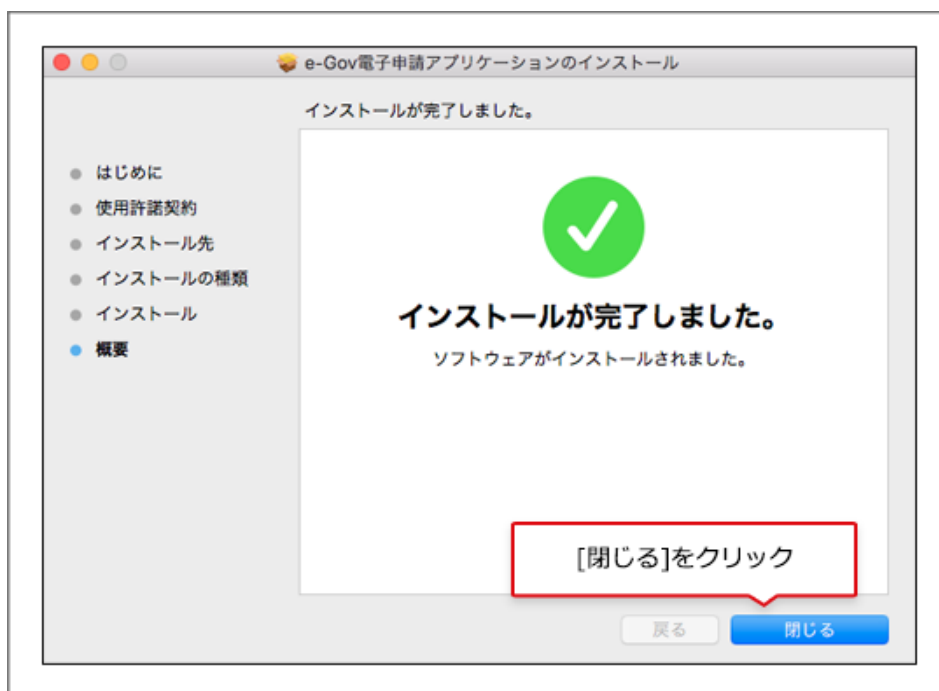 e-Gov電子申請アプリケーションのインストール
インストールが完了しました。
はじめに
使用許諾契約
インストール先
インストールの種類
インストール
概要
インストールが完了しました。
ソフトウェアがインストールされました。
[閉じる]をクリック
戻る
閉じる